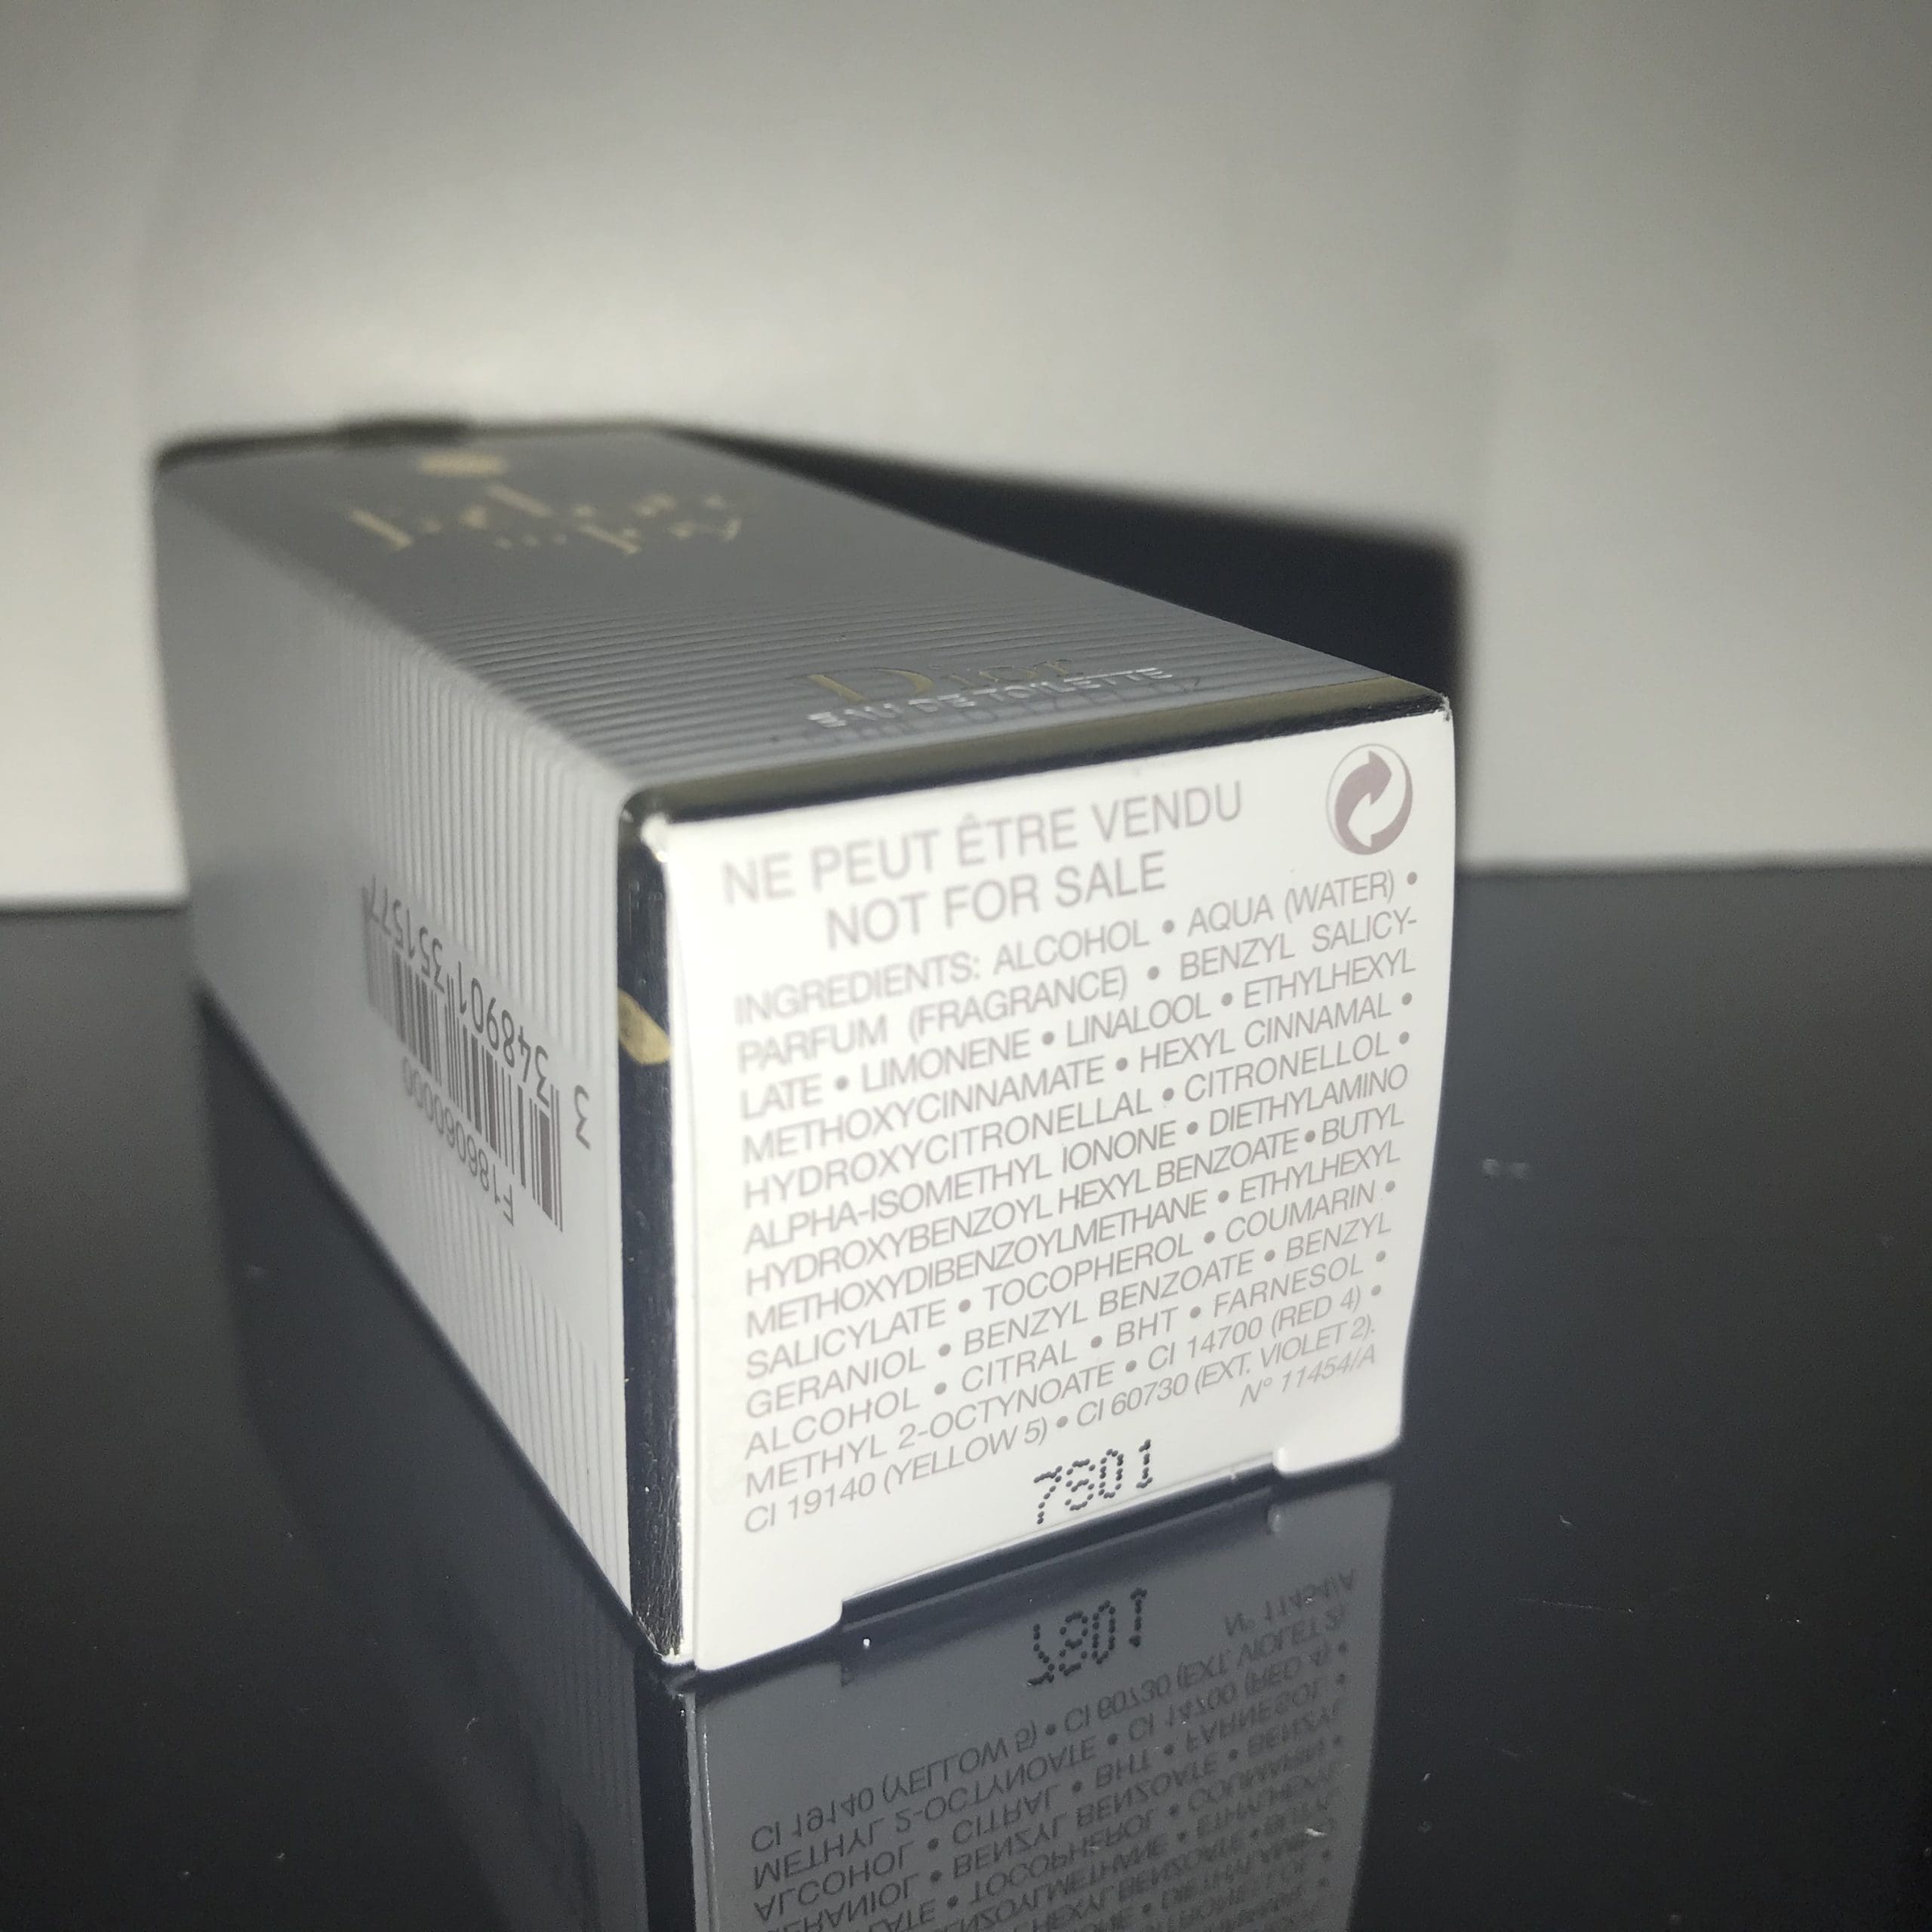 Dior
EAU DE TOILETTE
NE PEUT ÊTRE VENDU
NOT FOR SALE
INGREDIENTS: ALCOHOL • AQUA (WATER) •
PARFUM (FRAGRANCE) • BENZYL SALICY-
LATE • LIMONENE • LINALOOL • ETHYLHEXYL
METHOXYCINNAMATE • HEXYL CINNAMAL •
HYDROXYCITRONELLAL • CITRONELLOL •
ALPHA-ISOMETHYL IONONE • DIETHYLAMINO
HYDROXYBENZOYL HEXYL BENZOATE • BUTYL
METHOXYDIBENZOYLMETHANE • ETHYLHEXYL
SALICYLATE • TOCOPHEROL • COUMARIN •
GERANIOL • BENZYL BENZOATE • BENZYL
ALCOHOL • CITRAL • BHT • FARNESOL •
METHYL 2-OCTYNOATE • CI 14700 (RED 4) •
CI 19140 (YELLOW 5) • CI 60730 (EXT. VIOLET 2).
N° 11454/A
7S01
F186060000
3 348901 351577